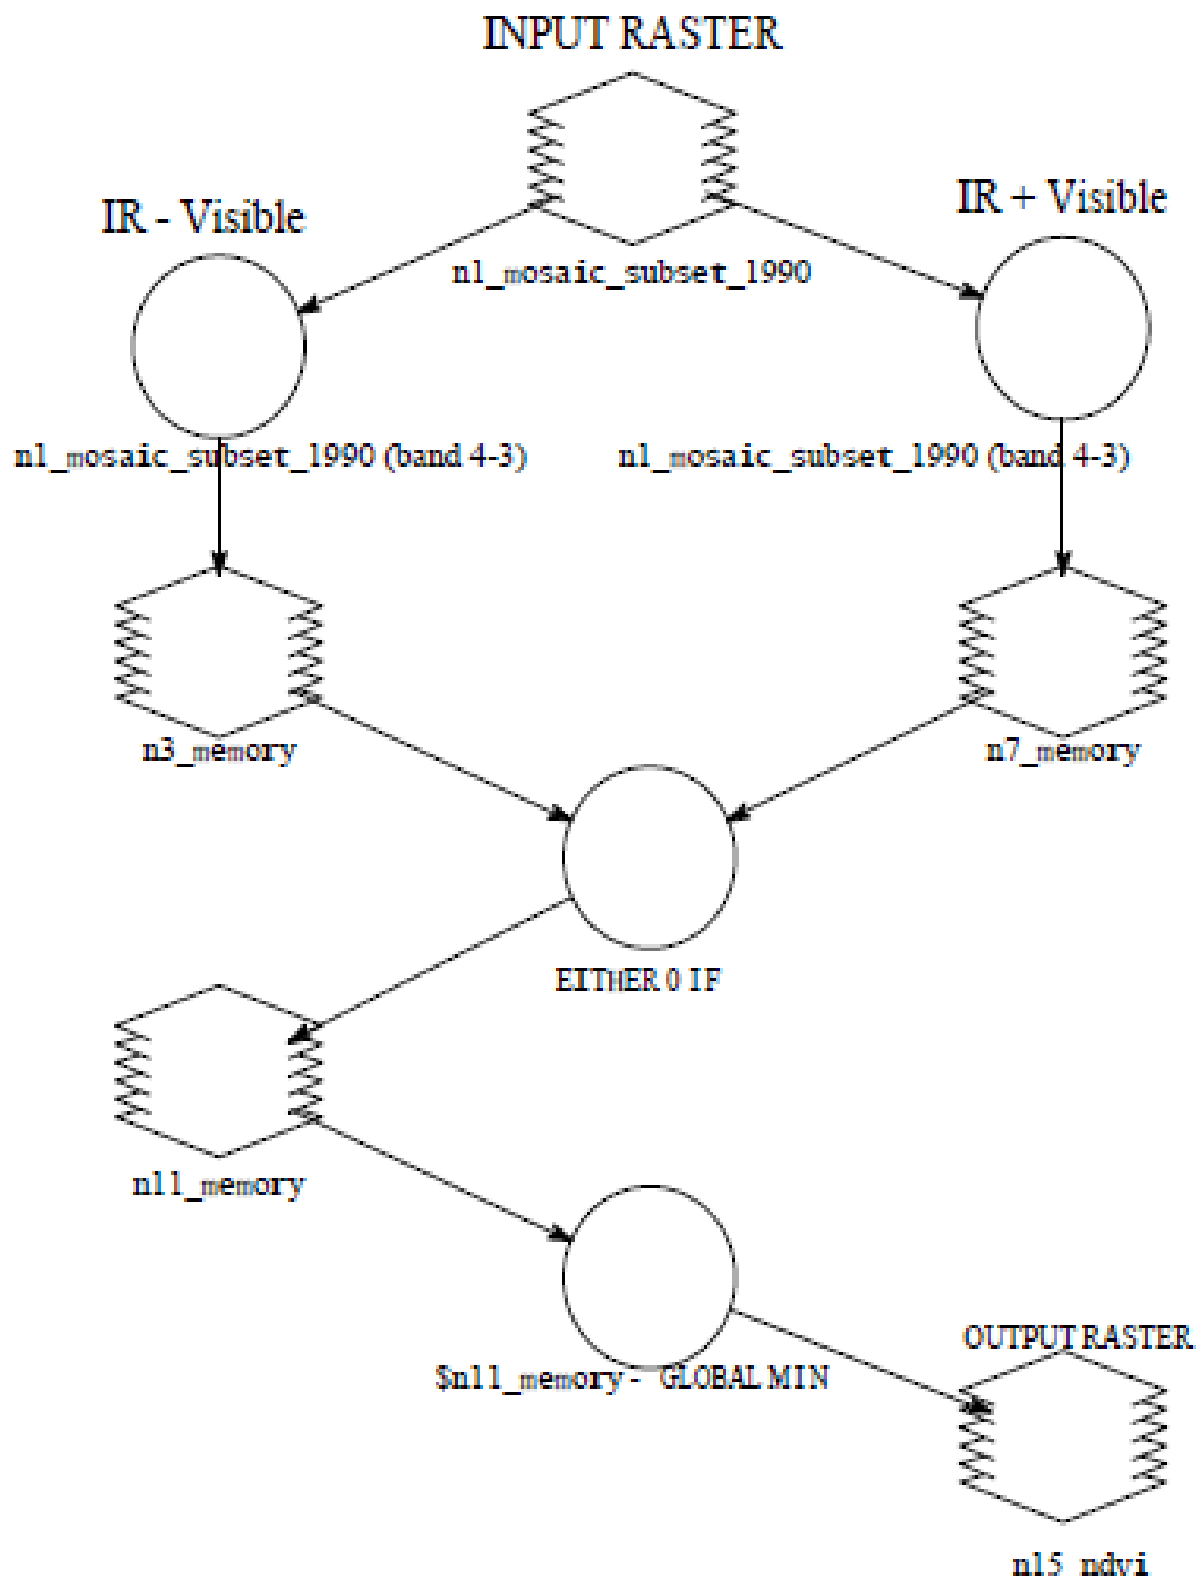 INPUT RASTER
IR - Visible
IR + Visible
n1_mosaic_subset_1990
n1_mosaic_subset_1990 (band 4-3)
n1_mosaic_subset_1990 (band 4-3)
n3_memory
n7_memory
EITHER 0 IF
n11_memory
OUTPUT RASTER
$n11_memory - GLOBAL MIN
n15_ndvi